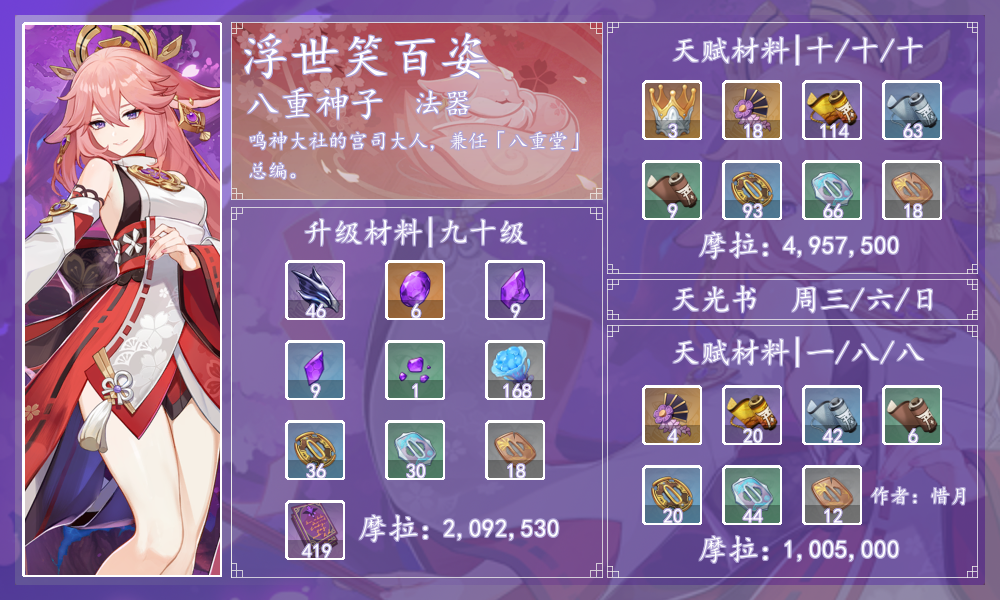 浮世笑百姿
八重神子 法器
鸣神大社的宫司大人，兼任「八重堂」
总编。
升级材料|九十级
46 6 9
9 1 168
36 30 18
419 摩拉：2,092,530
天赋材料|十/十/十
3 18 114 63
9 93 66 18
摩拉：4,957,500
天光书 周三/六/日
天赋材料|一/八/八
4 20 42 6
20 44 12 作者：惜月
摩拉：1,005,000